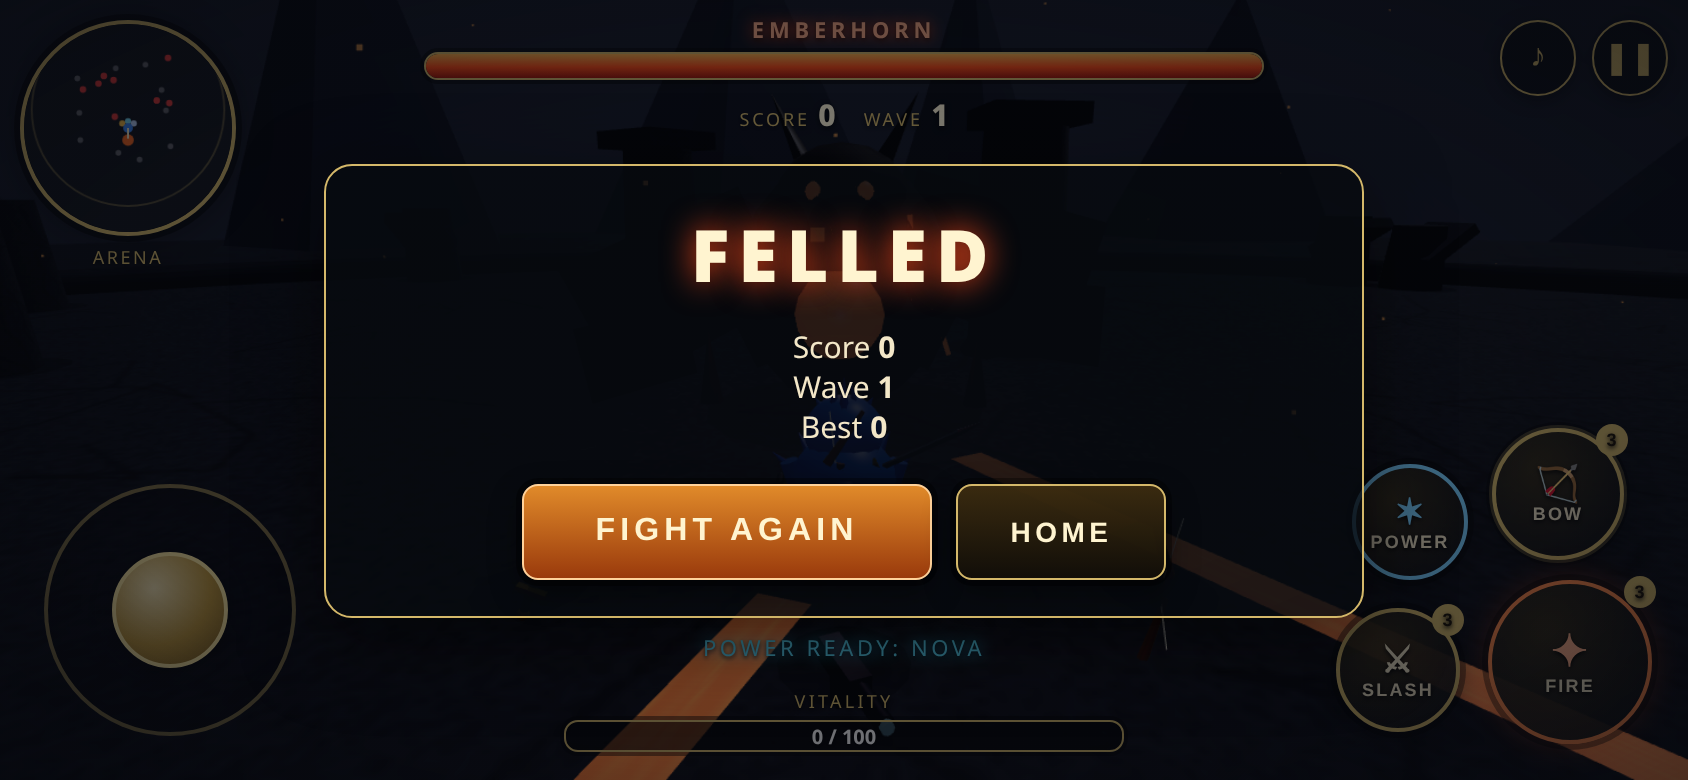 EMBERHORN
SCORE 0 WAVE 1
ARENA
FELLED
Score 0
Wave 1
Best 0
FIGHT AGAIN
HOME
3
BOW
POWER
3
SLASH
3
FIRE
POWER READY: NOVA
VITALITY
0 / 100